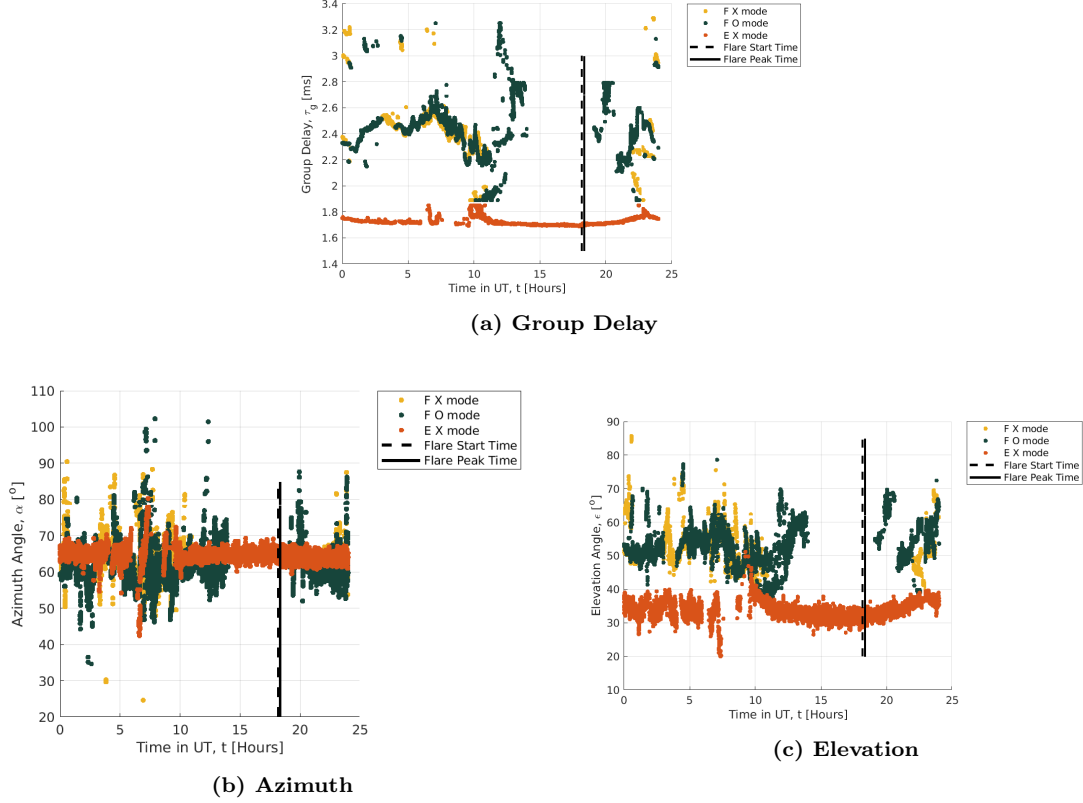 3.4
3.2
3
2.8
2.6
2.4
2.2
2
1.8
1.6
1.4
Group Delay, τg [ms]
0 5 10 15 20 25
Time in UT, t [Hours]
F X mode
F O mode
E X mode
Flare Start Time
Flare Peak Time
(a) Group Delay
110
100
90
80
70
60
50
40
30
20
Azimuth Angle, α [o]
0 5 10 15 20 25
Time in UT, t [Hours]
F X mode
F O mode
E X mode
Flare Start Time
Flare Peak Time
(b) Azimuth
90
80
70
60
50
40
30
20
10
Elevation Angle, ϵ [o]
0 5 10 15 20 25
Time in UT, t [Hours]
F X mode
F O mode
E X mode
Flare Start Time
Flare Peak Time
(c) Elevation